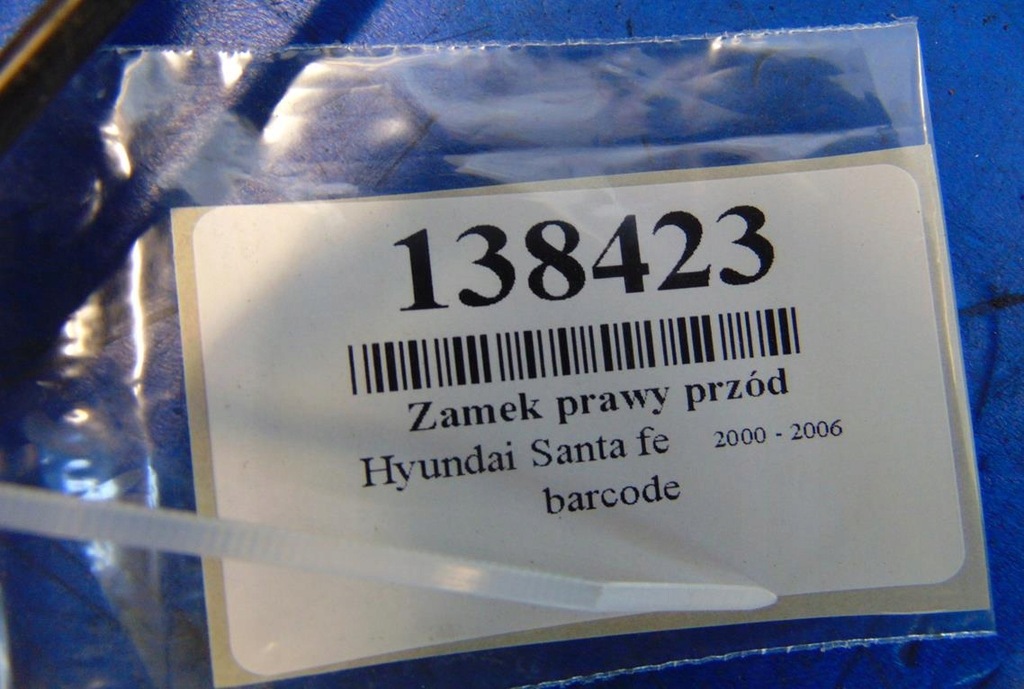 138423
Zamek prawy przód
Hyundai Santa fe 2000 - 2006
barcode